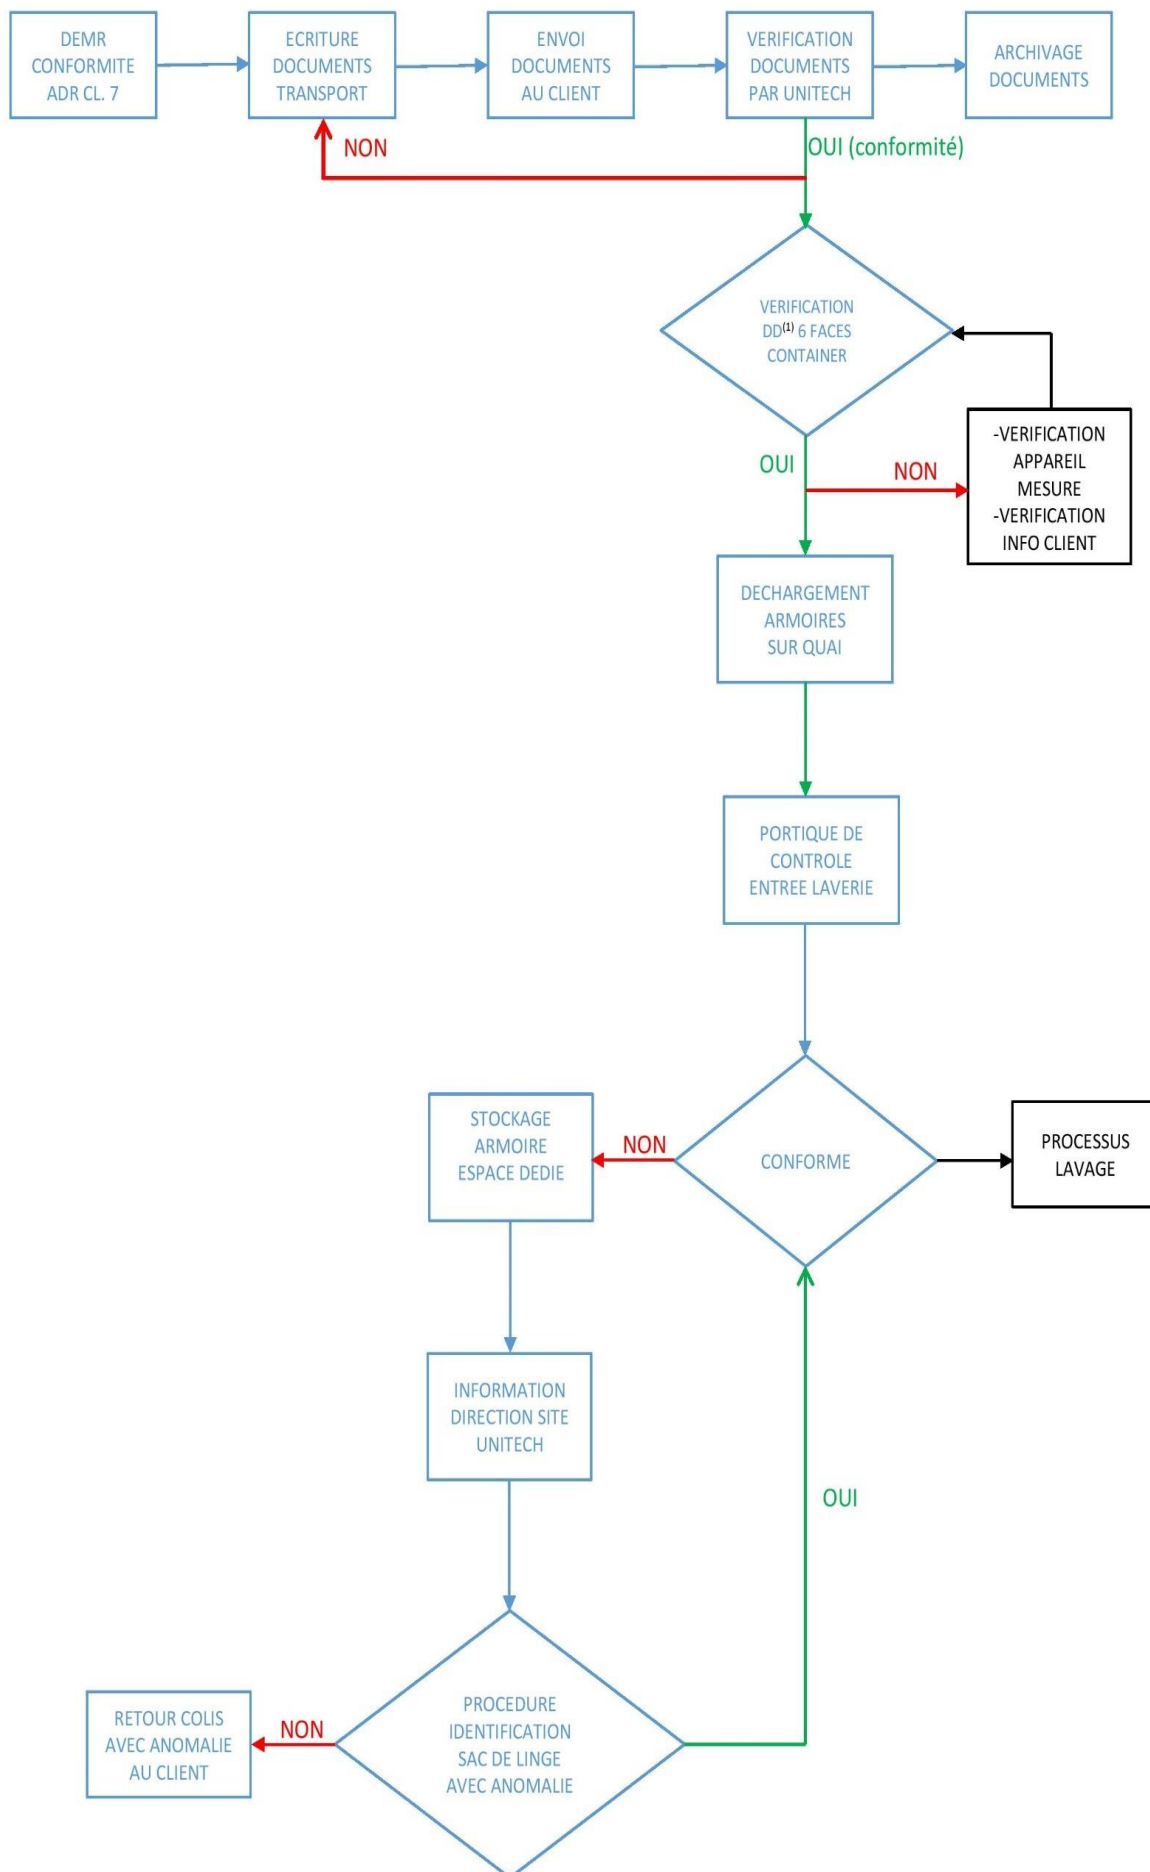 DEMR
CONFORMITE
ADR CL. 7
ECRITURE
DOCUMENTS
TRANSPORT
ENVOI
DOCUMENTS
AU CLIENT
VERIFICATION
DOCUMENTS
PAR UNITECH
ARCHIVAGE
DOCUMENTS
NON
OUI (conformité)
VERIFICATION
DD(1) 6 FACES
CONTAINER
OUI
NON
-VERIFICATION
APPAREIL
MESURE
-VERIFICATION
INFO CLIENT
DECHARGEMENT
ARMOIRES
SUR QUAI
PORTIQUE DE
CONTROLE
ENTREE LAVERIE
STOCKAGE
ARMOIRE
ESPACE DEDIE
NON
CONFORME
PROCESSUS
LAVAGE
INFORMATION
DIRECTION SITE
UNITECH
OUI
RETOUR COLIS
AVEC ANOMALIE
AU CLIENT
NON
PROCEDURE
IDENTIFICATION
SAC DE LINGE
AVEC ANOMALIE